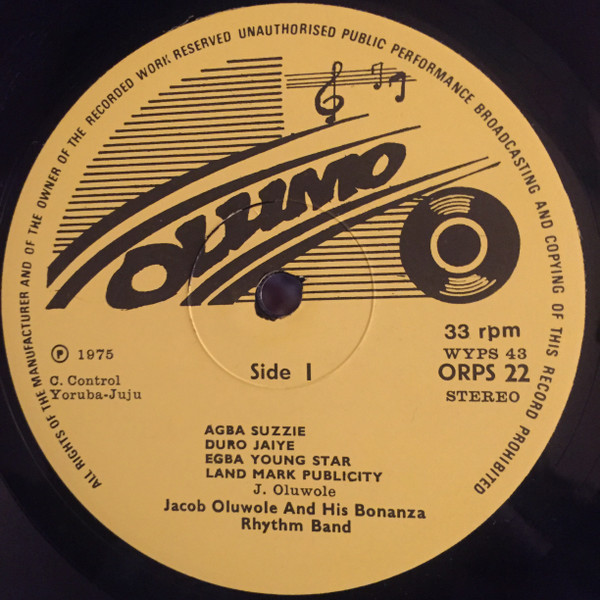 ALL RIGHTS OF THE MANUFACTURER AND OF THE OWNER OF THE RECORDED WORK RESERVED UNAUTHORISED PUBLIC PERFORMANCE BROADCASTING AND COPYING OF THIS RECORD PROHIBITED
OLUMO
33 rpm
WYPS 43
ORPS 22
STEREO
Ⓟ 1975
C. Control
Yoruba-Juju
Side 1
AGBA SUZZIE
DURO JAIYE
EGBA YOUNG STAR
LAND MARK PUBLICITY
J. Oluwole
Jacob Oluwole And His Bonanza
Rhythm Band